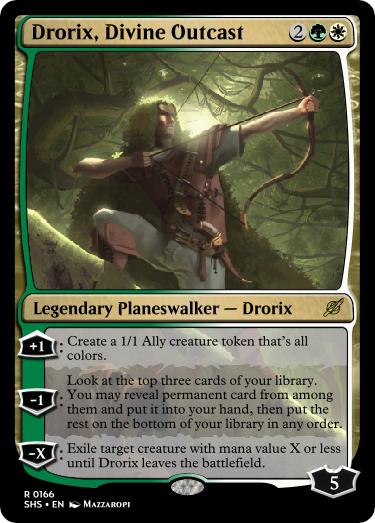 Drorix, Divine Outcast 2
Legendary Planeswalker — Drorix
+1: Create a 1/1 Ally creature token that's all
colors.
Look at the top three cards of your library.
-1: You may reveal permanent card from among
them and put it into your hand, then put the
rest on the bottom of your library in any order.
-X: Exile target creature with mana value X or less
until Drorix leaves the battlefield.
5
R 0166
SHS • EN Mazzaropi